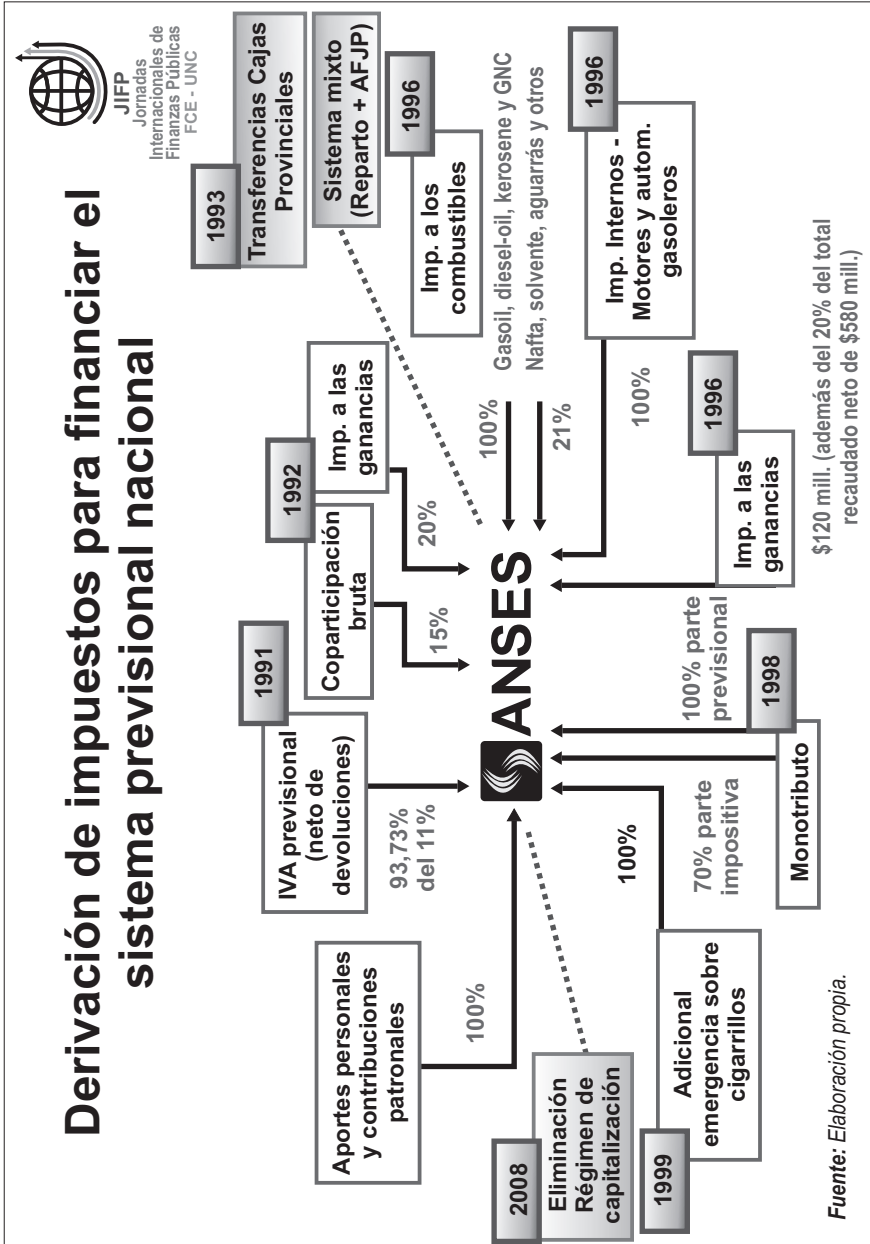 Derivación de impuestos para financiar el
sistema previsional nacional
JIFP
Jornadas
Internacionales de
Finanzas Públicas
FCE - UNC
Aportes personales
y contribuciones
patronales
100%
1991
IVA previsional
(neto de
devoluciones)
93,73%
del 11%
1992
Coparticipación
bruta
15%
Imp. a las
ganancias
20%
1993
Transferencias Cajas
Provinciales
Sistema mixto
(Reparto + AFJP)
1996
Imp. a los
combustibles
100%
Gasoil, diesel-oil, kerosene y GNC
Nafta, solvente, aguarrás y otros
21%
ANSES
2008
Eliminación
Régimen de
capitalización
1999
Adicional
emergencia sobre
cigarrillos
100%
70% parte
impositiva
100% parte
previsional
1998
Monotributo
1996
Imp. a las
ganancias
$120 mill. (además del 20% del total
recaudado neto de $580 mill.)
100%
1996
Imp. Internos -
Motores y autom.
gasoleros
Fuente: Elaboración propia.